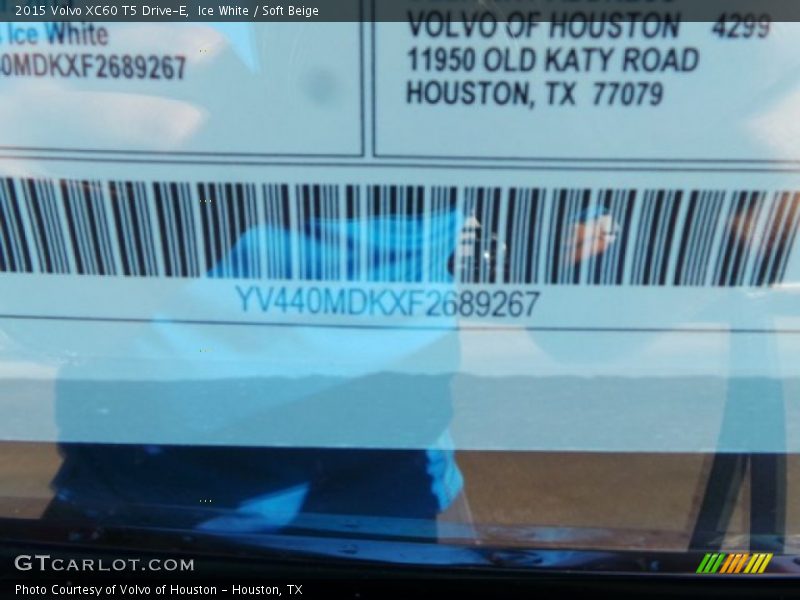 2015 Volvo XC60 T5 Drive-E, Ice White / Soft Beige
Ice White
0MDKXF2689267
VOLVO OF HOUSTON 4299
11950 OLD KATY ROAD
HOUSTON, TX 77079
YV440MDKXF2689267
GTCARLOT.COM
Photo Courtesy of Volvo of Houston - Houston, TX